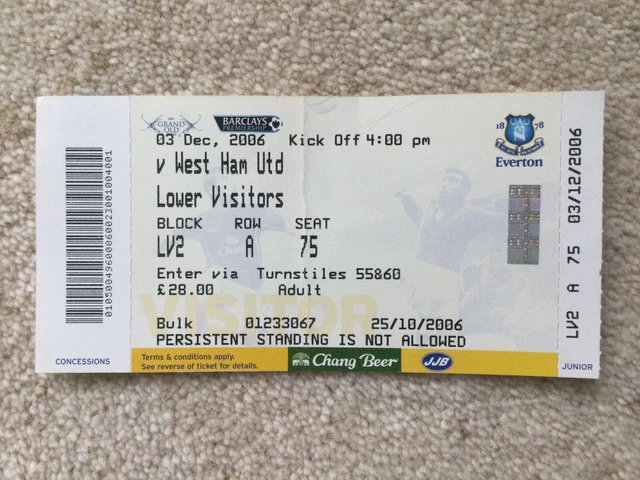 GRAND OLD
BARCLAYS
PREMIERSHIP
03 Dec, 2006 Kick Off 4:00 pm
v West Ham Utd
Lower Visitors
BLOCK ROW SEAT
LV2 A 75
Enter via Turnstiles 55&60
£28.00 Adult
VISITOR
Bulk 01233067 25/10/2006
PERSISTENT STANDING IS NOT ALLOWED
Terms & conditions apply.
See reverse of ticket for details.
Chang Beer
JJB
CONCESSIONS
01050049600060023001004001
1878
Everton
LV2 A 75 03/12/2006
JUNIOR